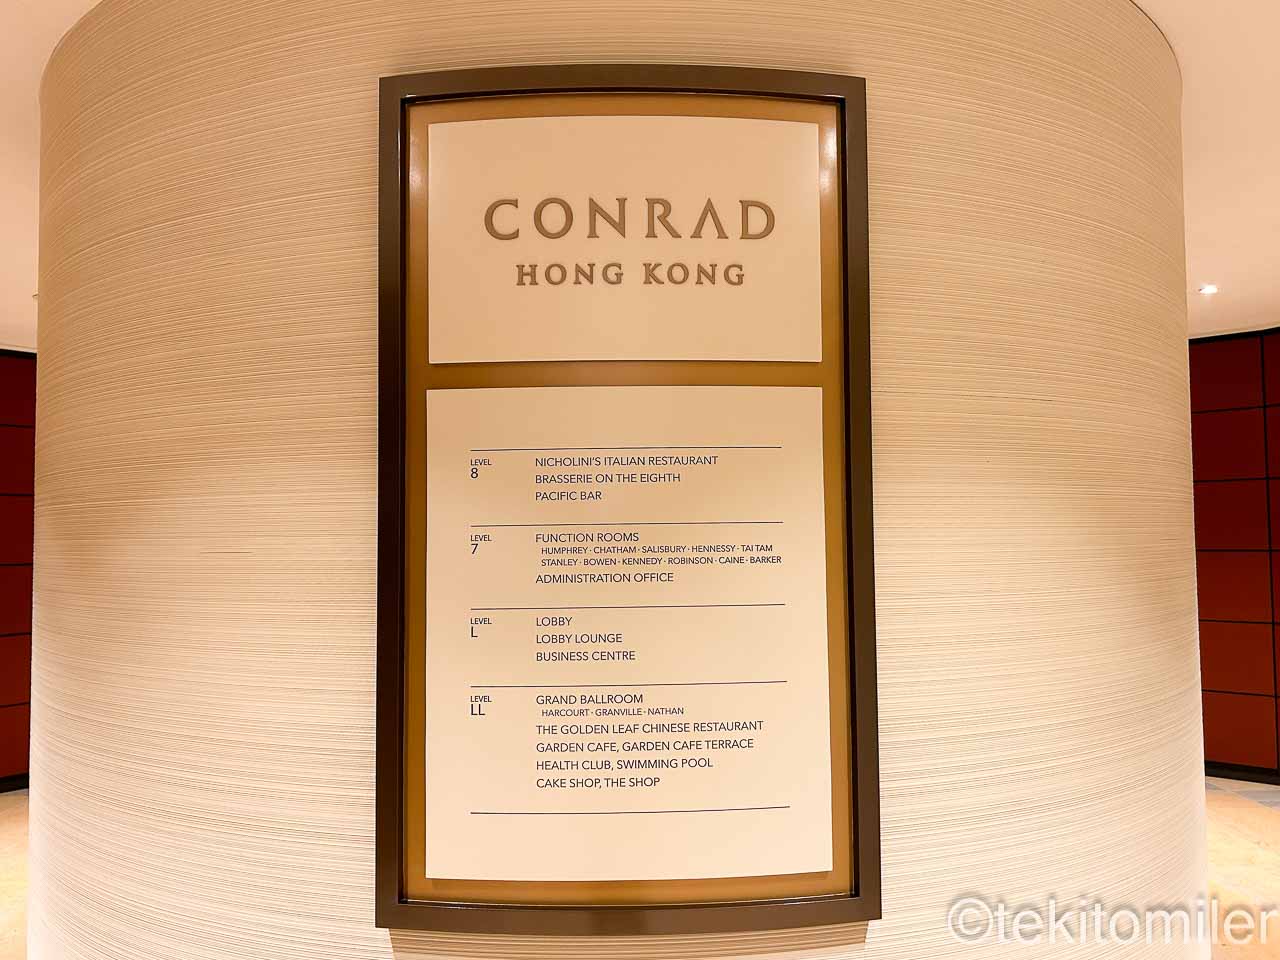 CONRAD
HONG KONG
LEVEL
8
NICHOLINI'S ITALIAN RESTAURANT
BRASSERIE ON THE EIGHTH
PACIFIC BAR
LEVEL
7
FUNCTION ROOMS
HUMPHREY · CHATHAM · SALISBURY · HENNESSY · TAI TAM
STANLEY · BOWEN · KENNEDY · ROBINSON · CAINE · BARKER
ADMINISTRATION OFFICE
LEVEL
L
LOBBY
LOBBY LOUNGE
BUSINESS CENTRE
LEVEL
LL
GRAND BALLROOM
HARCOURT · GRANVILLE · NATHAN
THE GOLDEN LEAF CHINESE RESTAURANT
GARDEN CAFE, GARDEN CAFE TERRACE
HEALTH CLUB, SWIMMING POOL
CAKE SHOP, THE SHOP
©tekitomiler